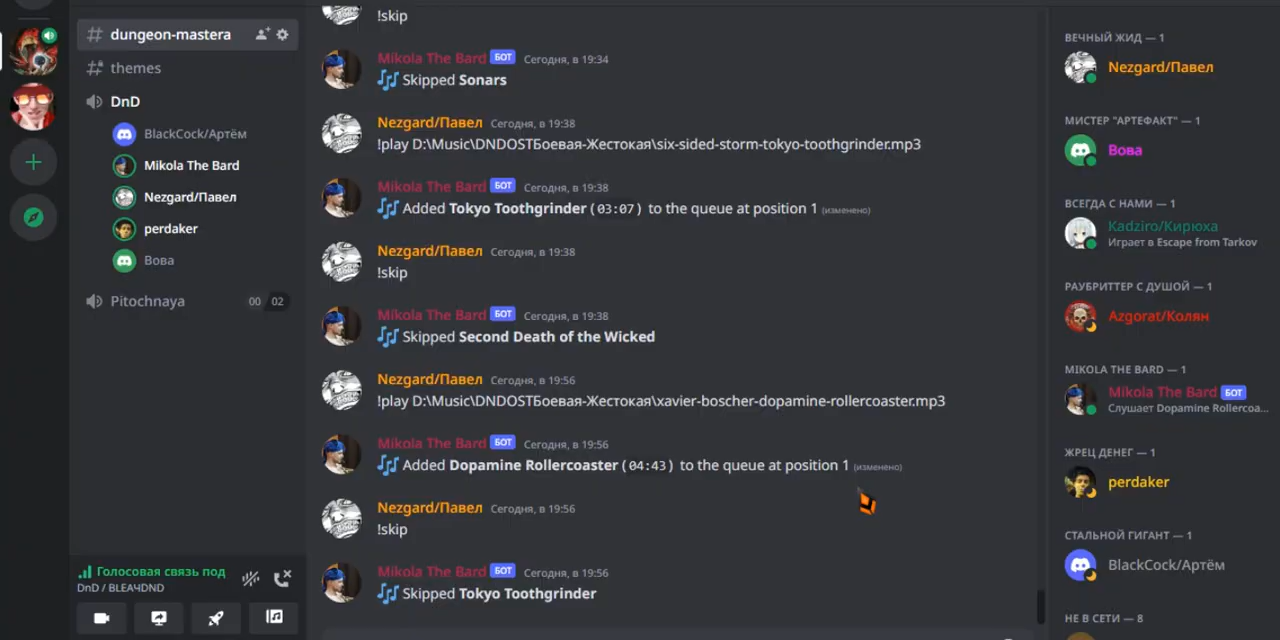 dungeon-mastera
themes
DnD
BlackCock/Артём
Mikola The Bard
Nezgard/Павел
perdaker
Вова
Pitochnaya 00 02
Голосовая связь под
DnD / BLEA4DND
!skip
Mikola The Bard БОТ Сегодня, в 19:34
Skipped Sonars
Nezgard/Павел Сегодня, в 19:38
!play D:\Music\DNDOSTБоевая-Жестокая\six-sided-storm-tokyo-toothgrinder.mp3
Mikola The Bard БОТ Сегодня, в 19:38
Added Tokyo Toothgrinder (03:07) to the queue at position 1 (изменено)
Nezgard/Павел Сегодня, в 19:38
!skip
Mikola The Bard БОТ Сегодня, в 19:38
Skipped Second Death of the Wicked
Nezgard/Павел Сегодня, в 19:56
!play D:\Music\DNDOSTБоевая-Жестокая\xavier-boscher-dopamine-rollercoaster.mp3
Mikola The Bard БОТ Сегодня, в 19:56
Added Dopamine Rollercoaster (04:43) to the queue at position 1 (изменено)
Nezgard/Павел Сегодня, в 19:56
!skip
Mikola The Bard БОТ Сегодня, в 19:56
Skipped Tokyo Toothgrinder
ВЕЧНЫЙ ЖИД — 1
Nezgard/Павел
МИСТЕР "АРТЕФАКТ" — 1
Вова
ВСЕГДА С НАМИ — 1
Kadziro/Кирюха
Играет в Escape from Tarkov
РАУБРИТТЕР С ДУШОЙ — 1
Azgorat/Колян
MIKOLA THE BARD — 1
Mikola The Bard БОТ
Слушает Dopamine Rollercoa...
ЖРЕЦ ДЕНЕГ — 1
perdaker
СТАЛЬНОЙ ГИГАНТ — 1
BlackCock/Артём
НЕ В СЕТИ — 8